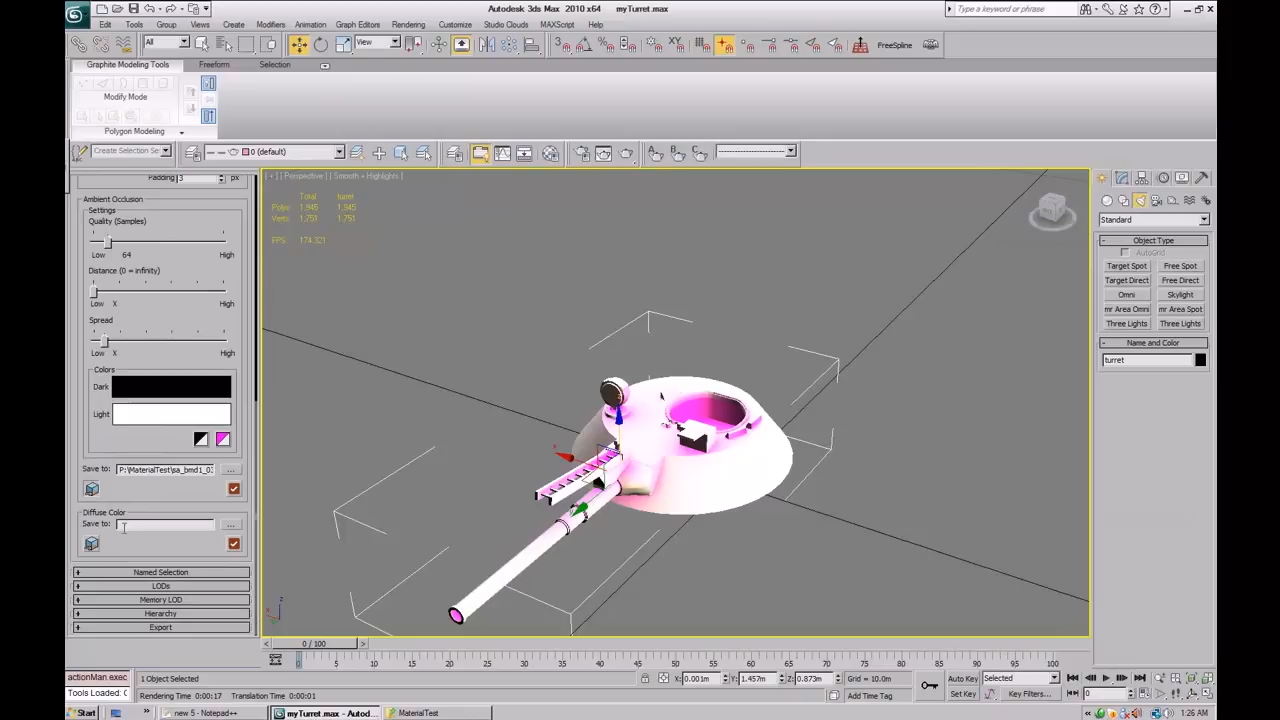 Autodesk 3ds Max 2010 x64 myTurret.max
Type a keyword or phrase
Edit Tools Group Views Create Modifiers Animation Graph Editors Rendering Customize Studio Clouds MAXScript Help
All View FreeSpline
Graphite Modeling Tools Freeform Selection
Modify Mode
Polygon Modeling
Create Selection Se
0 (default)
Padding 3 px
Ambient Occlusion
Settings
Quality (Samples)
Low 64 High
Distance (0 = infinity)
Low X High
Spread
Low X High
Colors
Dark
Light
Save to: P:\MaterialTest\sa_bmd1_03 ...
Diffuse Color
Save to: ...
+ Named Selection
+ LODs
+ Memory LOD
+ Hierarchy
+ Export
[ + ] [ Perspective ] [ Smooth + Highlights ]
Total turret
Polys: 1,945 1,945
Verts: 1,751 1,751
FPS: 174.321
Standard
- Object Type
AutoGrid
Target Spot Free Spot
Target Direct Free Direct
Omni Skylight
mr Area Omni mr Area Spot
Three Lights Three Lights
- Name and Color
turret
< 0 / 100 >
0 5 10 15 20 25 30 35 40 45 50 55 60 65 70 75 80 85 90 95 100
actionMan.exec 1 Object Selected X: 0.001m Y: 1.457m Z: 0.873m Grid = 10.0m Auto Key Selected
Tools Loaded: Rendering Time 0:00:17 Translation Time 0:00:01 Add Time Tag Set Key Key Filters... 0
Start new 5 - Notepad++ myTurret.max - Autod... MaterialTest 1:26 AM